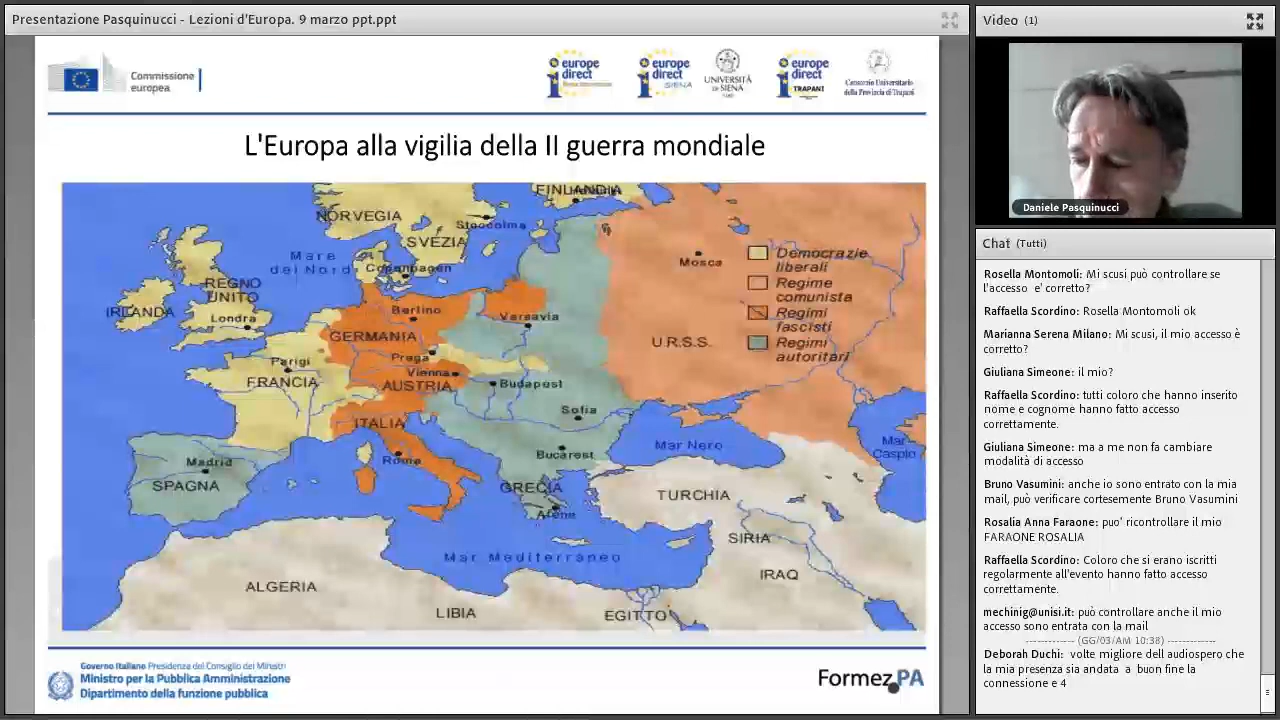 Presentazione Pasquinucci - Lezioni d'Europa. 9 marzo ppt.ppt
Commissione
europea
europe
direct
europe
direct
SIENA
UNIVERSITÀ
DI SIENA
europe
direct
TRAPANI
Consorzio Universitario
della Provincia di Trapani
L'Europa alla vigilia della II guerra mondiale
FINLANDIA
NORVEGIA
Stoccolma
SVEZIA
Mare
del Nord
Copenhagen
Mosca
Democrazie
liberali
Regime
comunista
Regimi
fascisti
Regimi
autoritari
REGNO
UNITO
IRLANDA
Londra
Berlino
Varsavia
GERMANIA
U.R.S.S.
Parigi
Praga
FRANCIA
Vienna
AUSTRIA
Budapest
Sofia
ITALIA
Mar Nero
Mar
Caspio
Bucarest
Madrid
Roma
SPAGNA
GRECIA
TURCHIA
Atene
SIRIA
Mar Mediterraneo
IRAQ
ALGERIA
LIBIA
EGITTO
Governo Italiano Presidenza del Consiglio dei Ministri
Ministro per la Pubblica Amministrazione
Dipartimento della funzione pubblica
Formez PA
Video (1)
Daniele Pasquinucci
Chat (Tutti)
Rosella Montomoli: Mi scusi può controllare se
l'accesso e' corretto?
Raffaella Scordino: Roselle Montomoli ok
Marianna Serena Milano: Mi scusi, il mio accesso è
corretto?
Giuliana Simeone: il mio?
Raffaella Scordino: tutti coloro che hanno inserito
nome e cognome hanno fatto accesso
correttamente.
Giuliana Simeone: ma a me non fa cambiare
modalità di accesso
Bruno Vasumini: anche io sono entrato con la mia
mail, può verificare cortesemente Bruno Vasumini
Rosalia Anna Faraone: puo' ricontrollare il mio
FARAONE ROSALIA
Raffaella Scordino: Coloro che si erano iscritti
regolarmente all'evento hanno fatto accesso
correttamente.
mechinig@unisi.it: può controllare anche il mio
accesso sono entrata con la mail
------------ (GG/03/AM 10:38) ------------
Deborah Duchi: volte migliore dell audiospero che
la mia presenza sia andata a buon fine la
connessione e 4